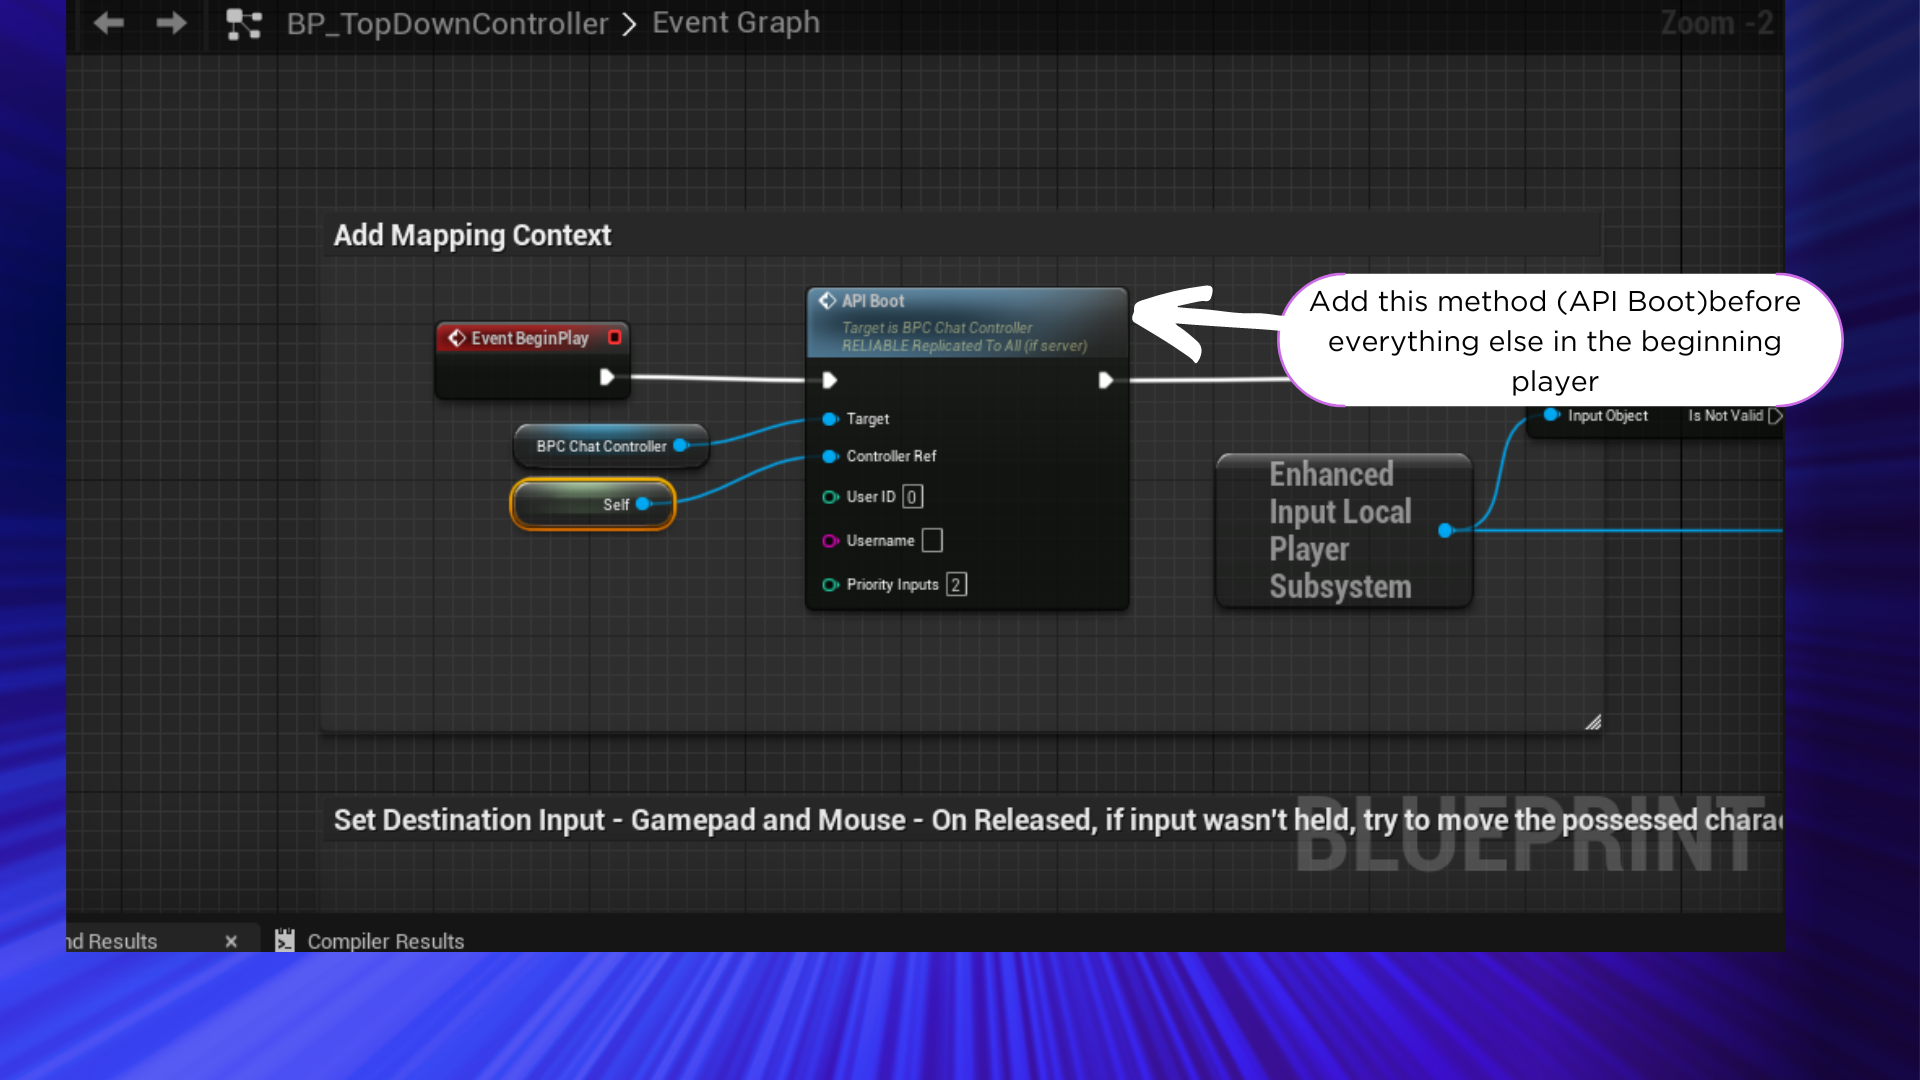 BP_TopDownController > Event Graph
Zoom -2
Add Mapping Context
Event BeginPlay
API Boot
Target is BPC Chat Controller
RELIABLE Replicated To All (if server)
Add this method (API Boot)before
everything else in the beginning
player
BPC Chat Controller
Self
Target
Controller Ref
User ID 0
Username
Priority Inputs 2
Input Object
Is Not Valid
Enhanced
Input Local
Player
Subsystem
Set Destination Input - Gamepad and Mouse - On Released, if input wasn't held, try to move the possessed charac
BLUEPRINT
nd Results
Compiler Results